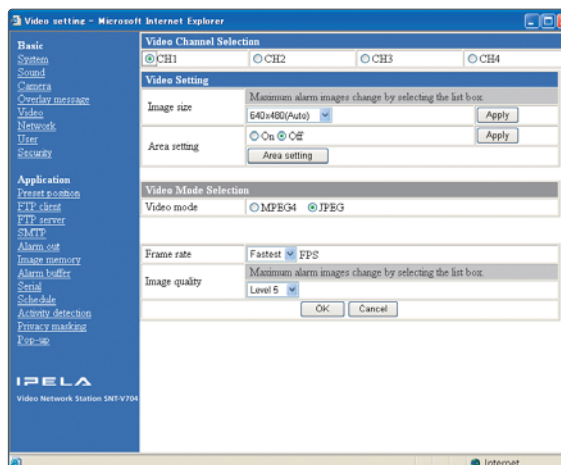 Video setting - Microsoft Internet Explorer
Basic
System
Sound
Camera
Overlay message
Video
Network
User
Security
Application
Preset position
FTP client
FTP server
SMTP
Alarm out
Image memory
Alarm buffer
Serial
Schedule
Activity detection
Privacy masking
Pop-up
IPELA
Video Network Station SNT-V704
Video Channel Selection
CH1 CH2 CH3 CH4
Video Setting
Image size
Maximum alarm images change by selecting the list box.
640x480(Auto) Apply
Area setting
On Off Apply
Area setting
Video Mode Selection
Video mode MPEG4 JPEG
Frame rate Fastest FPS
Image quality
Maximum alarm images change by selecting the list box.
Level 5
OK Cancel
Internet